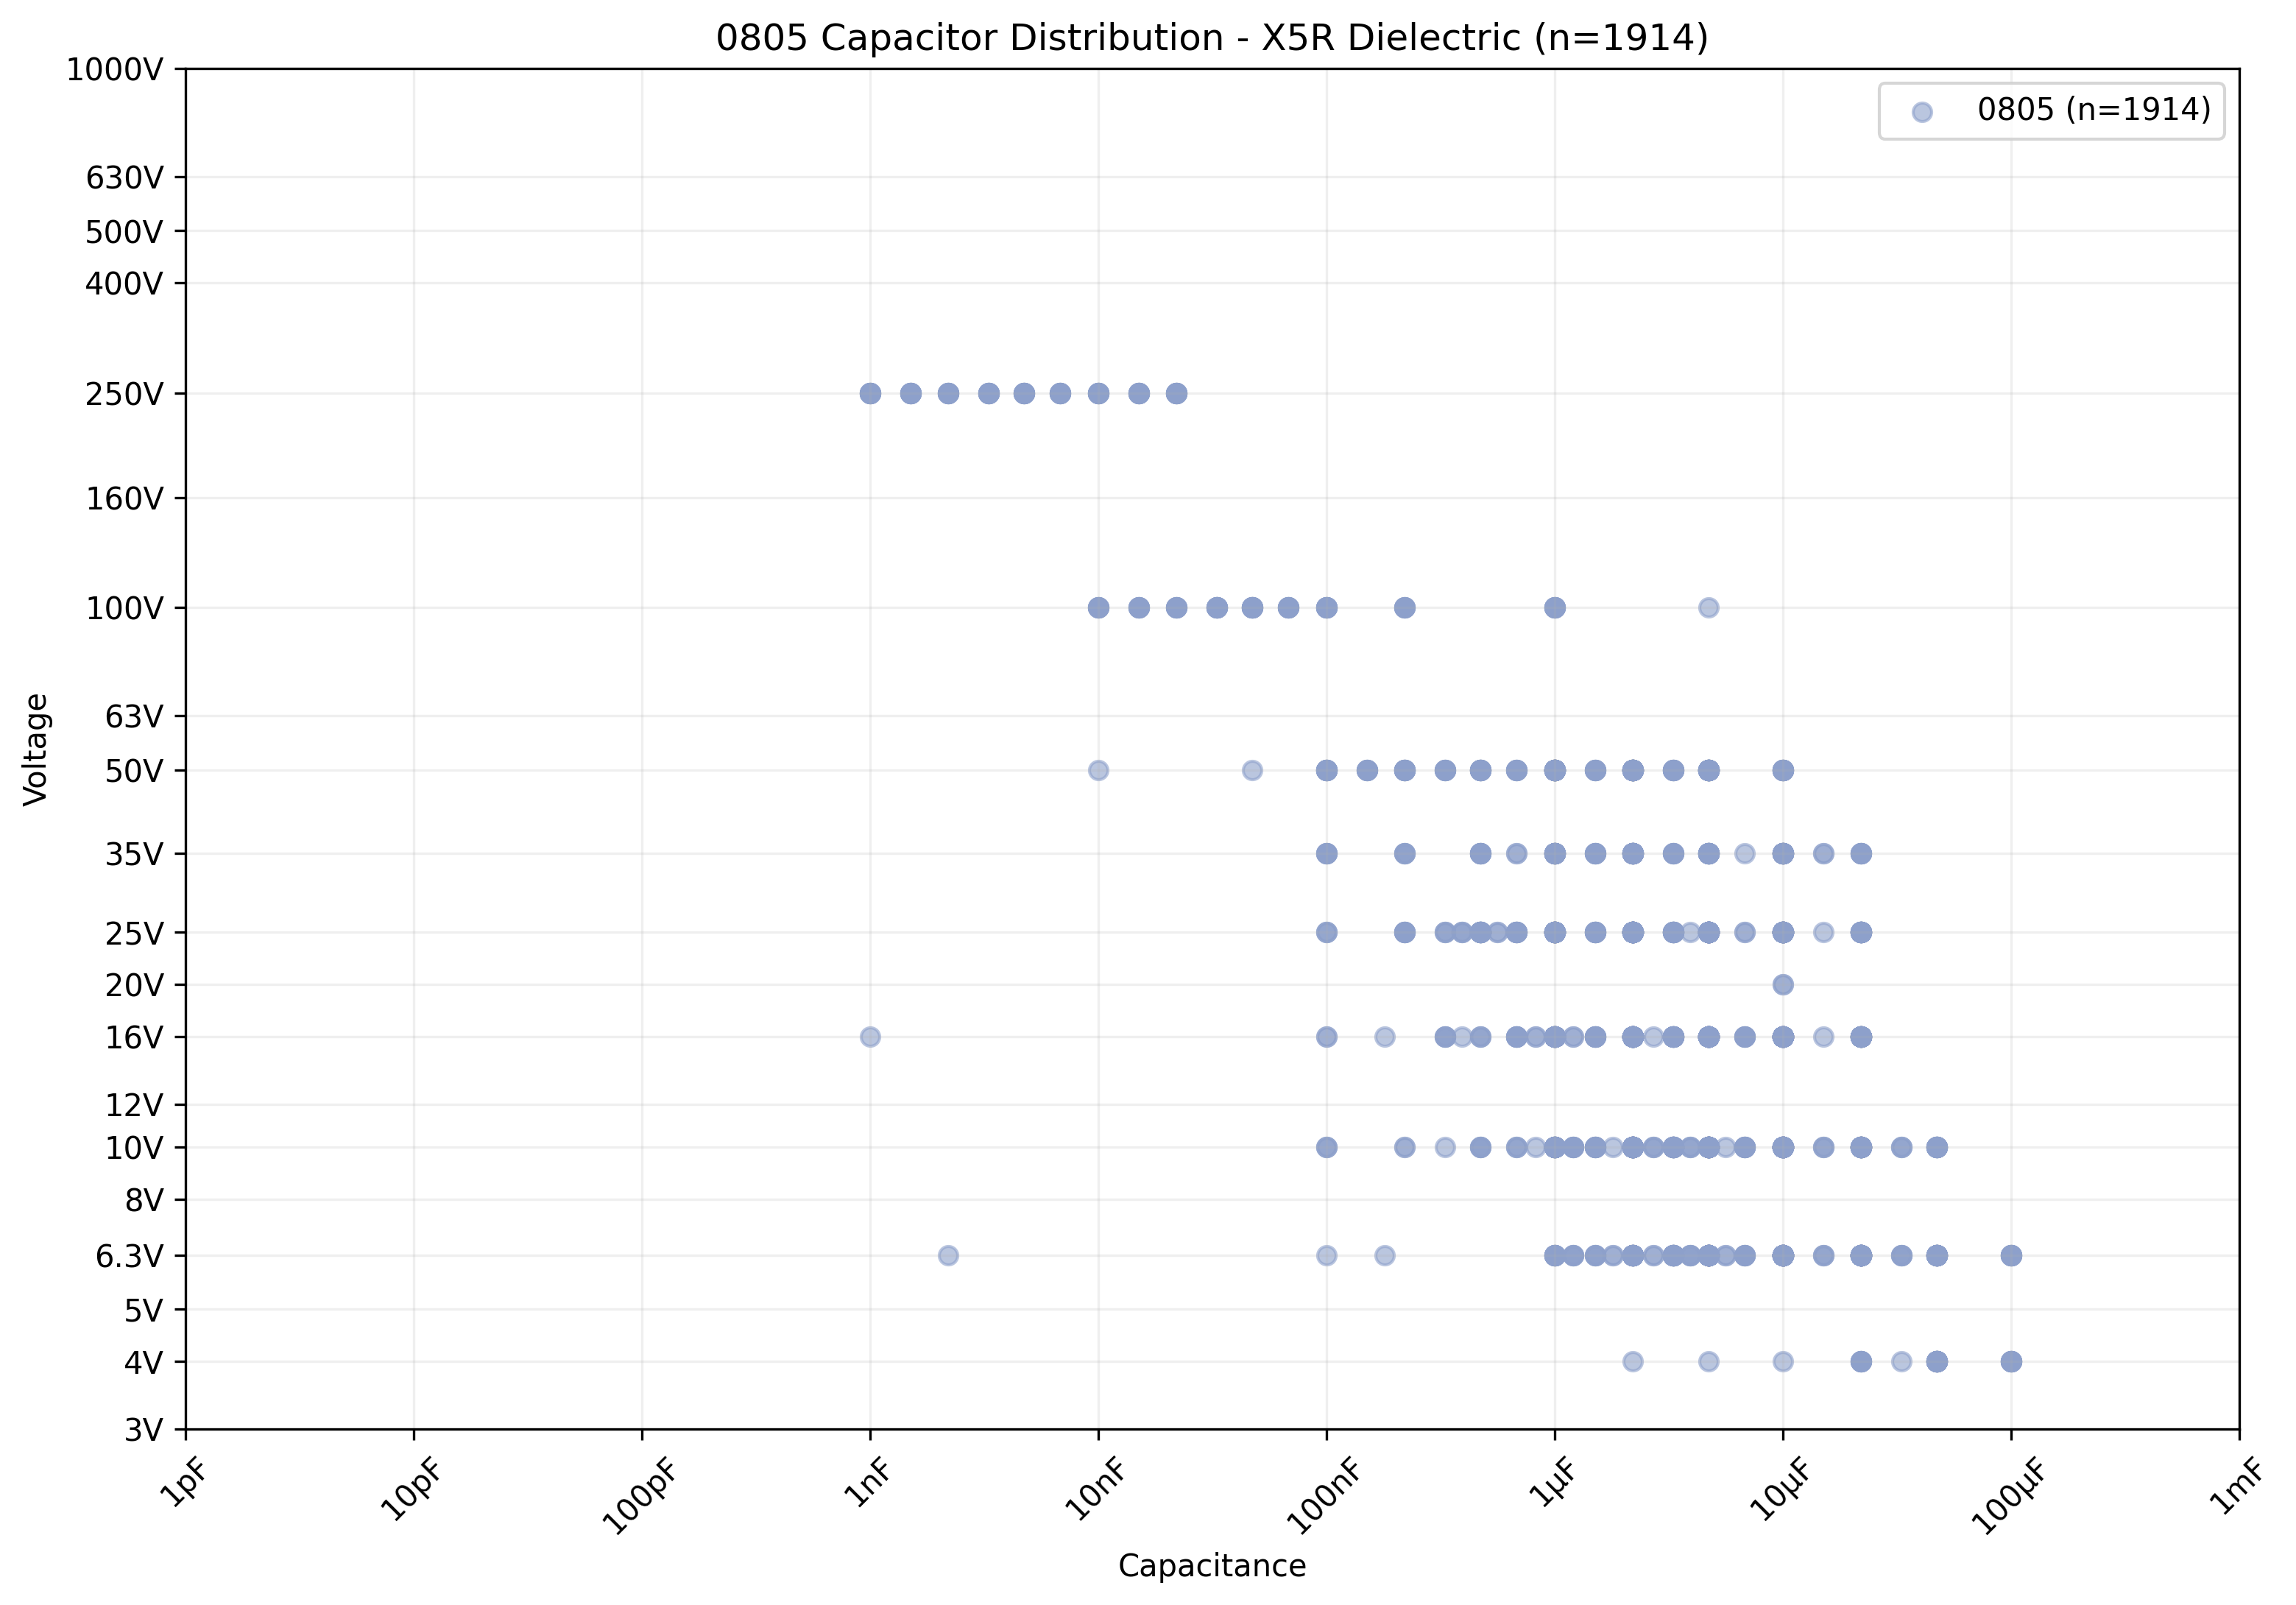 0805 Capacitor Distribution - X5R Dielectric (n=1914)
0805 (n=1914)
Voltage
1000V
630V
500V
400V
250V
160V
100V
63V
50V
35V
25V
20V
16V
12V
10V
8V
6.3V
5V
4V
3V
1pF
10pF
100pF
1nF
10nF
100nF
1μF
10μF
100μF
1mF
Capacitance